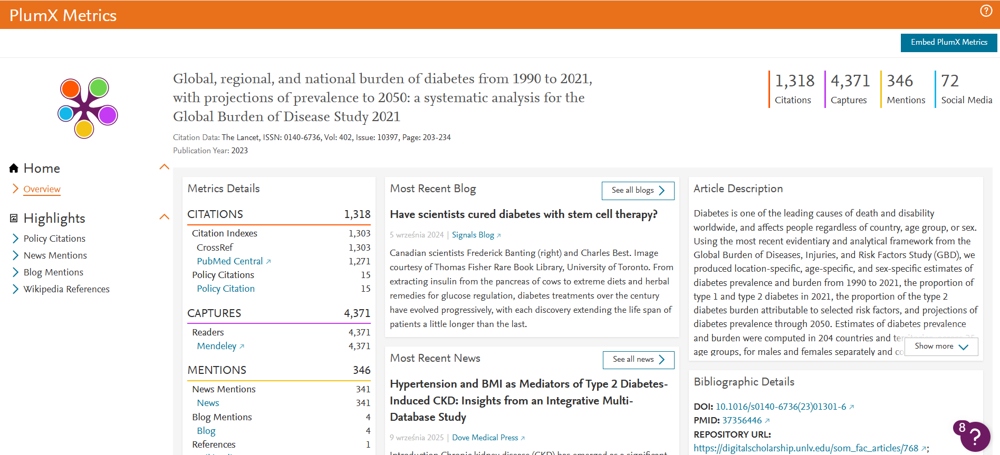 PlumX Metrics
Embed PlumX Metrics
Global, regional, and national burden of diabetes from 1990 to 2021,
with projections of prevalence to 2050: a systematic analysis for the
Global Burden of Disease Study 2021
Citation Data: The Lancet, ISSN: 0140-6736, Vol: 402, Issue: 10397, Page: 203-234
Publication Year: 2023
1,318
Citations
4,371
Captures
346
Mentions
72
Social Media
Home
Overview
Highlights
Policy Citations
News Mentions
Blog Mentions
Wikipedia References
Metrics Details
CITATIONS 1,318
Citation Indexes 1,303
CrossRef 1,303
PubMed Central 1,271
Policy Citations 15
Policy Citation 15
CAPTURES 4,371
Readers 4,371
Mendeley 4,371
MENTIONS 346
News Mentions 341
News 341
Blog Mentions 4
Blog 4
References 1
Most Recent Blog
See all blogs
Have scientists cured diabetes with stem cell therapy?
5 września 2024 | Signals Blog
Canadian scientists Frederick Banting (right) and Charles Best. Image
courtesy of Thomas Fisher Rare Book Library, University of Toronto. From
extracting insulin from the pancreas of cows to extreme diets and herbal
remedies for glucose regulation, diabetes treatments over the century
have evolved progressively, with each discovery extending the life span of
patients a little longer than the last.
Most Recent News
See all news
Hypertension and BMI as Mediators of Type 2 Diabetes-
Induced CKD: Insights from an Integrative Multi-
Database Study
9 września 2025 | Dove Medical Press
Introduction Chronic kidney disease (CKD) has emerged as a significant
Article Description
Diabetes is one of the leading causes of death and disability
worldwide, and affects people regardless of country, age group, or sex.
Using the most recent evidentiary and analytical framework from the
Global Burden of Diseases, Injuries, and Risk Factors Study (GBD), we
produced location-specific, age-specific, and sex-specific estimates of
diabetes prevalence and burden from 1990 to 2021, the proportion of
type 1 and type 2 diabetes in 2021, the proportion of the type 2
diabetes burden attributable to selected risk factors, and projections of
diabetes prevalence through 2050. Estimates of diabetes prevalence
and burden were computed in 204 countries and territories, across 25
age groups, for males and females separately and co
Show more
Bibliographic Details
DOI: 10.1016/s0140-6736(23)01301-6
PMID: 37356446
REPOSITORY URL:
https://digitalscholarship.unlv.edu/som_fac_articles/768 ;
8
?